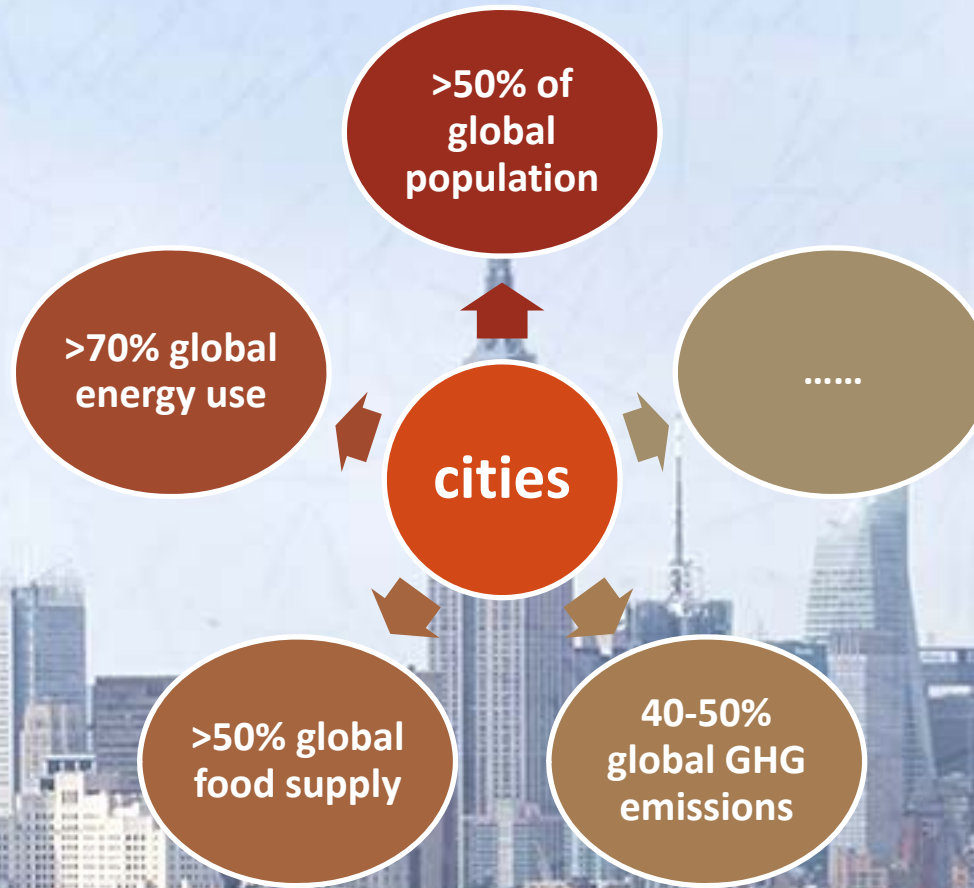 >50% of
global
population
>70% global
energy use
……
cities
>50% global
food supply
40-50%
global GHG
emissions